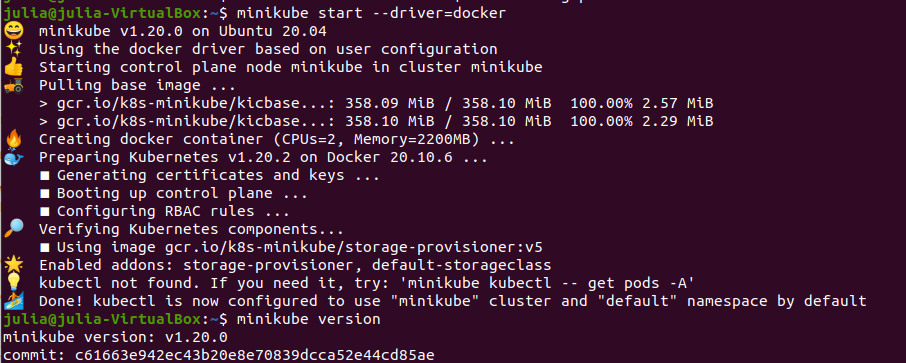 julia@julia-VirtualBox:~$ minikube start --driver=docker
😄 minikube v1.20.0 on Ubuntu 20.04
✨ Using the docker driver based on user configuration
👍 Starting control plane node minikube in cluster minikube
🚜 Pulling base image ...
> gcr.io/k8s-minikube/kicbase...: 358.09 MiB / 358.10 MiB 100.00% 2.57 MiB
> gcr.io/k8s-minikube/kicbase...: 358.10 MiB / 358.10 MiB 100.00% 2.29 MiB
🔥 Creating docker container (CPUs=2, Memory=2200MB) ...
🐳 Preparing Kubernetes v1.20.2 on Docker 20.10.6 ...
■ Generating certificates and keys ...
■ Booting up control plane ...
■ Configuring RBAC rules ...
🔎 Verifying Kubernetes components...
■ Using image gcr.io/k8s-minikube/storage-provisioner:v5
🌟 Enabled addons: storage-provisioner, default-storageclass
💡 kubectl not found. If you need it, try: 'minikube kubectl -- get pods -A'
🏄 Done! kubectl is now configured to use "minikube" cluster and "default" namespace by default
julia@julia-VirtualBox:~$ minikube version
minikube version: v1.20.0
commit: c61663e942ec43b20e8e70839dcca52e44cd85ae